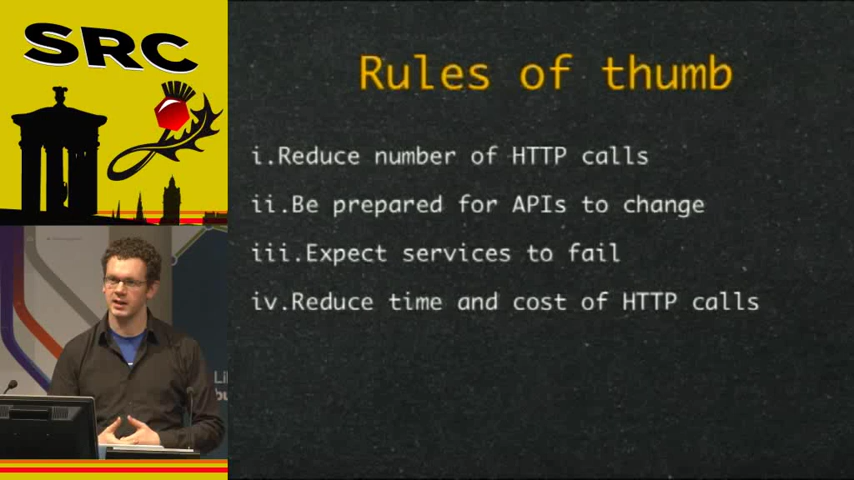 SRC
Rules of thumb
i.Reduce number of HTTP calls
ii.Be prepared for APIs to change
iii.Expect services to fail
iv.Reduce time and cost of HTTP calls